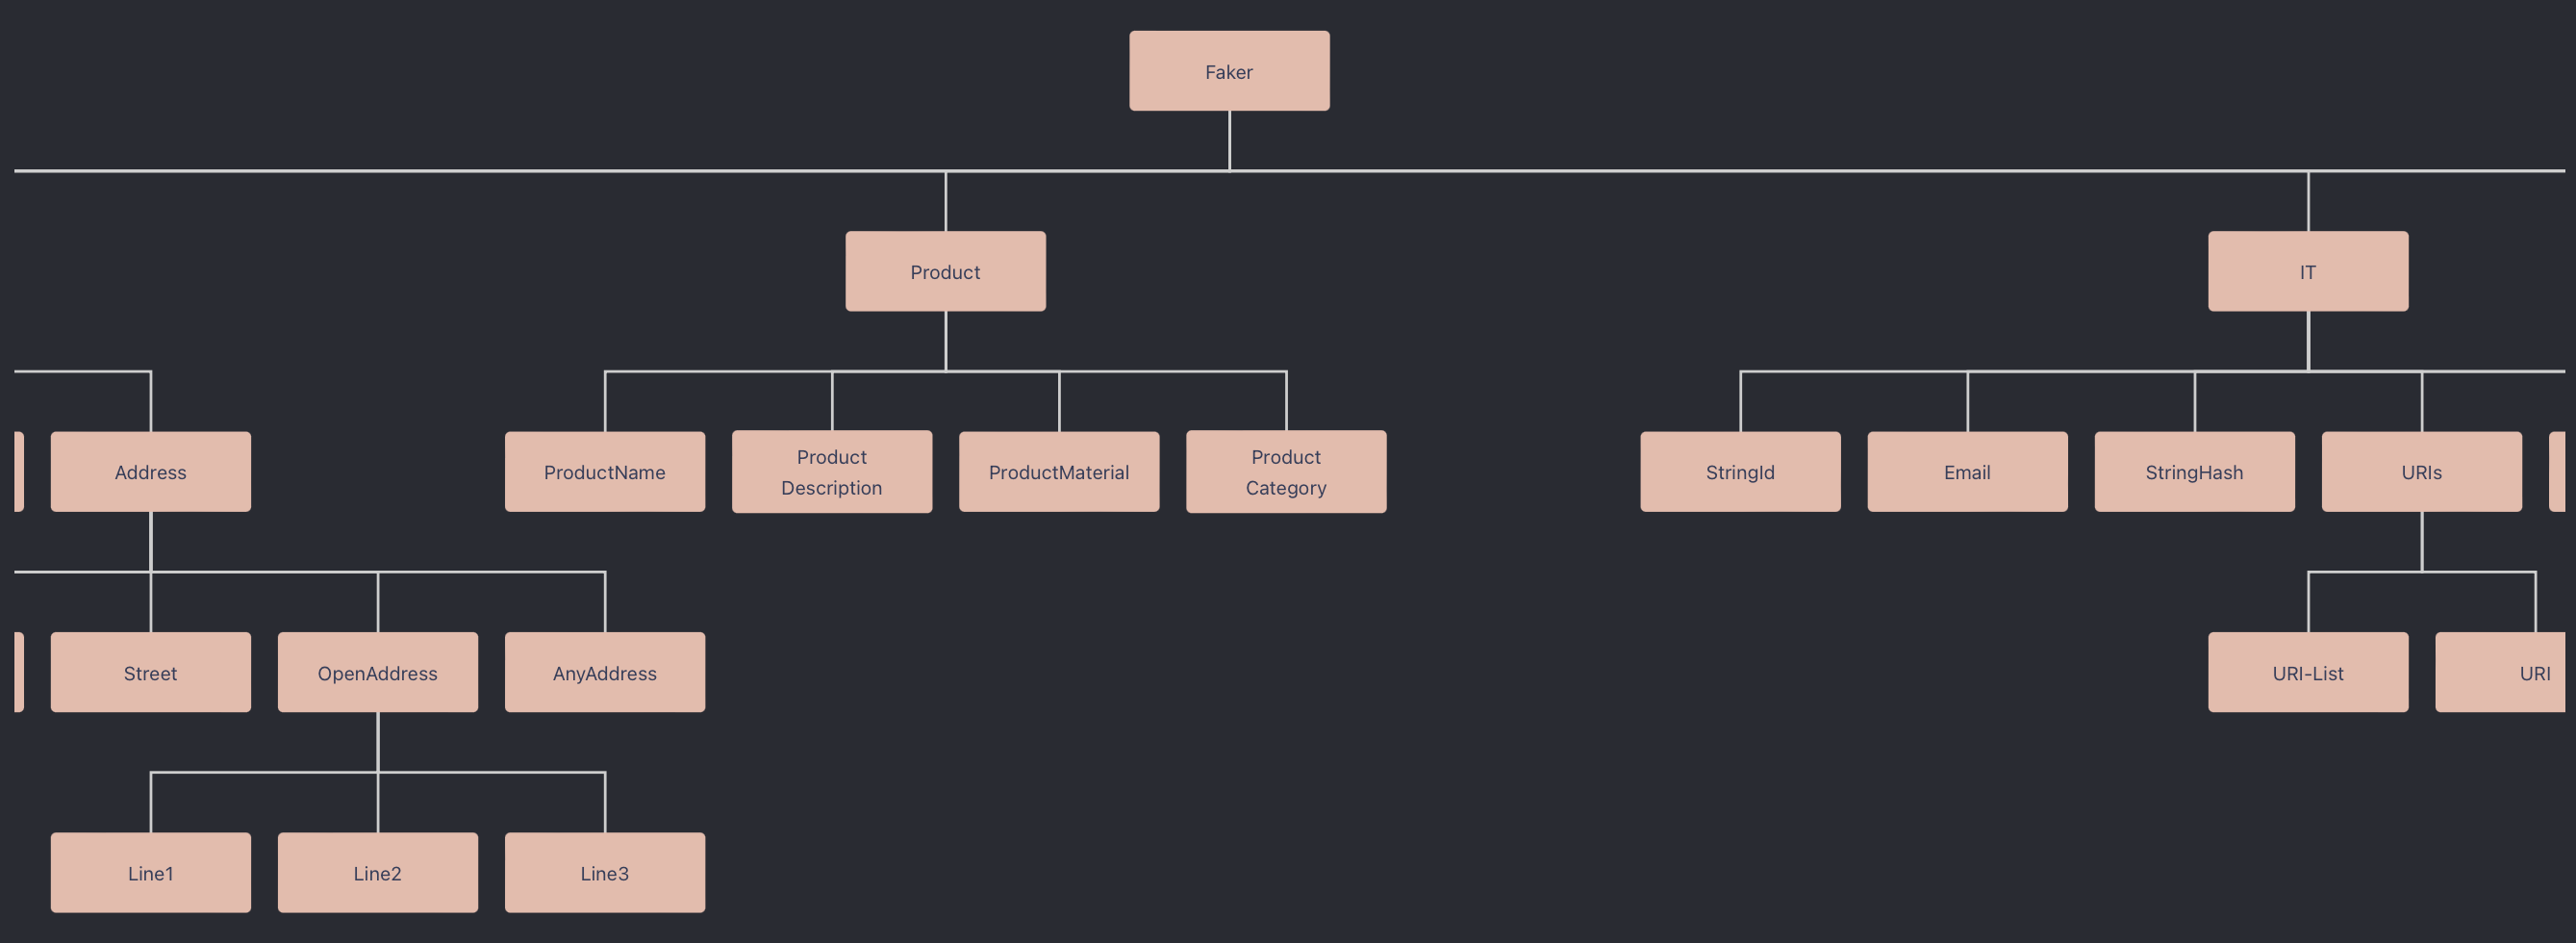 Faker
Product
IT
Address
ProductName
Product
Description
ProductMaterial
Product
Category
StringId
Email
StringHash
URIs
Street
OpenAddress
AnyAddress
URI-List
URI
Line1
Line2
Line3